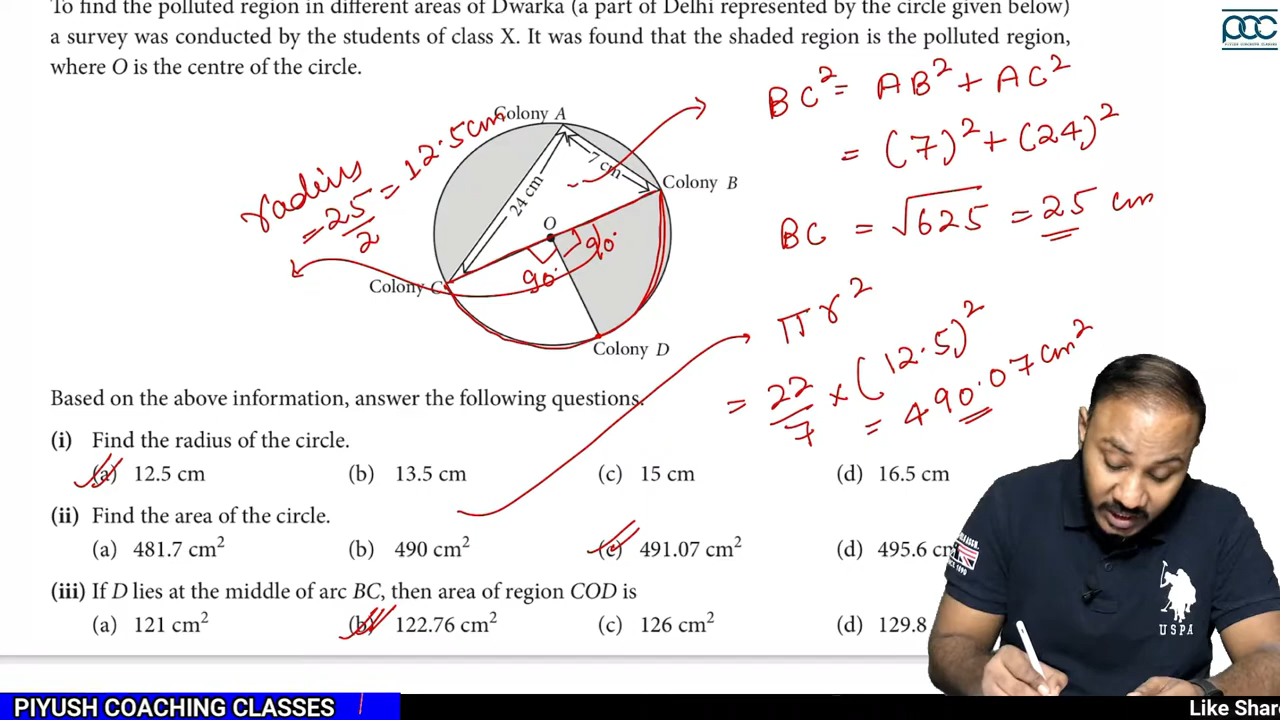 To find the polluted region in different areas of Dwarka (a part of Delhi represented by the circle given below)
a survey was conducted by the students of class X. It was found that the shaded region is the polluted region,
where O is the centre of the circle.
pcc
PIYUSH COACHING CLASSES
Colony A
7 cm
Colony B
24 cm
O
90°
90°
Colony C
Colony D
radius
= 25/2 = 12.5cm
BC² = AB² + AC²
= (7)² + (24)²
BC = √625 = 25 cm
πr²
= 22/7 × (12.5)²
= 490.07 cm²
Based on the above information, answer the following questions.
(i) Find the radius of the circle.
(a) 12.5 cm (b) 13.5 cm (c) 15 cm (d) 16.5 cm
(ii) Find the area of the circle.
(a) 481.7 cm² (b) 490 cm² (c) 491.07 cm² (d) 495.6 cm
(iii) If D lies at the middle of arc BC, then area of region COD is
(a) 121 cm² (b) 122.76 cm² (c) 126 cm² (d) 129.8
USPA
PIYUSH COACHING CLASSES
Like Shar